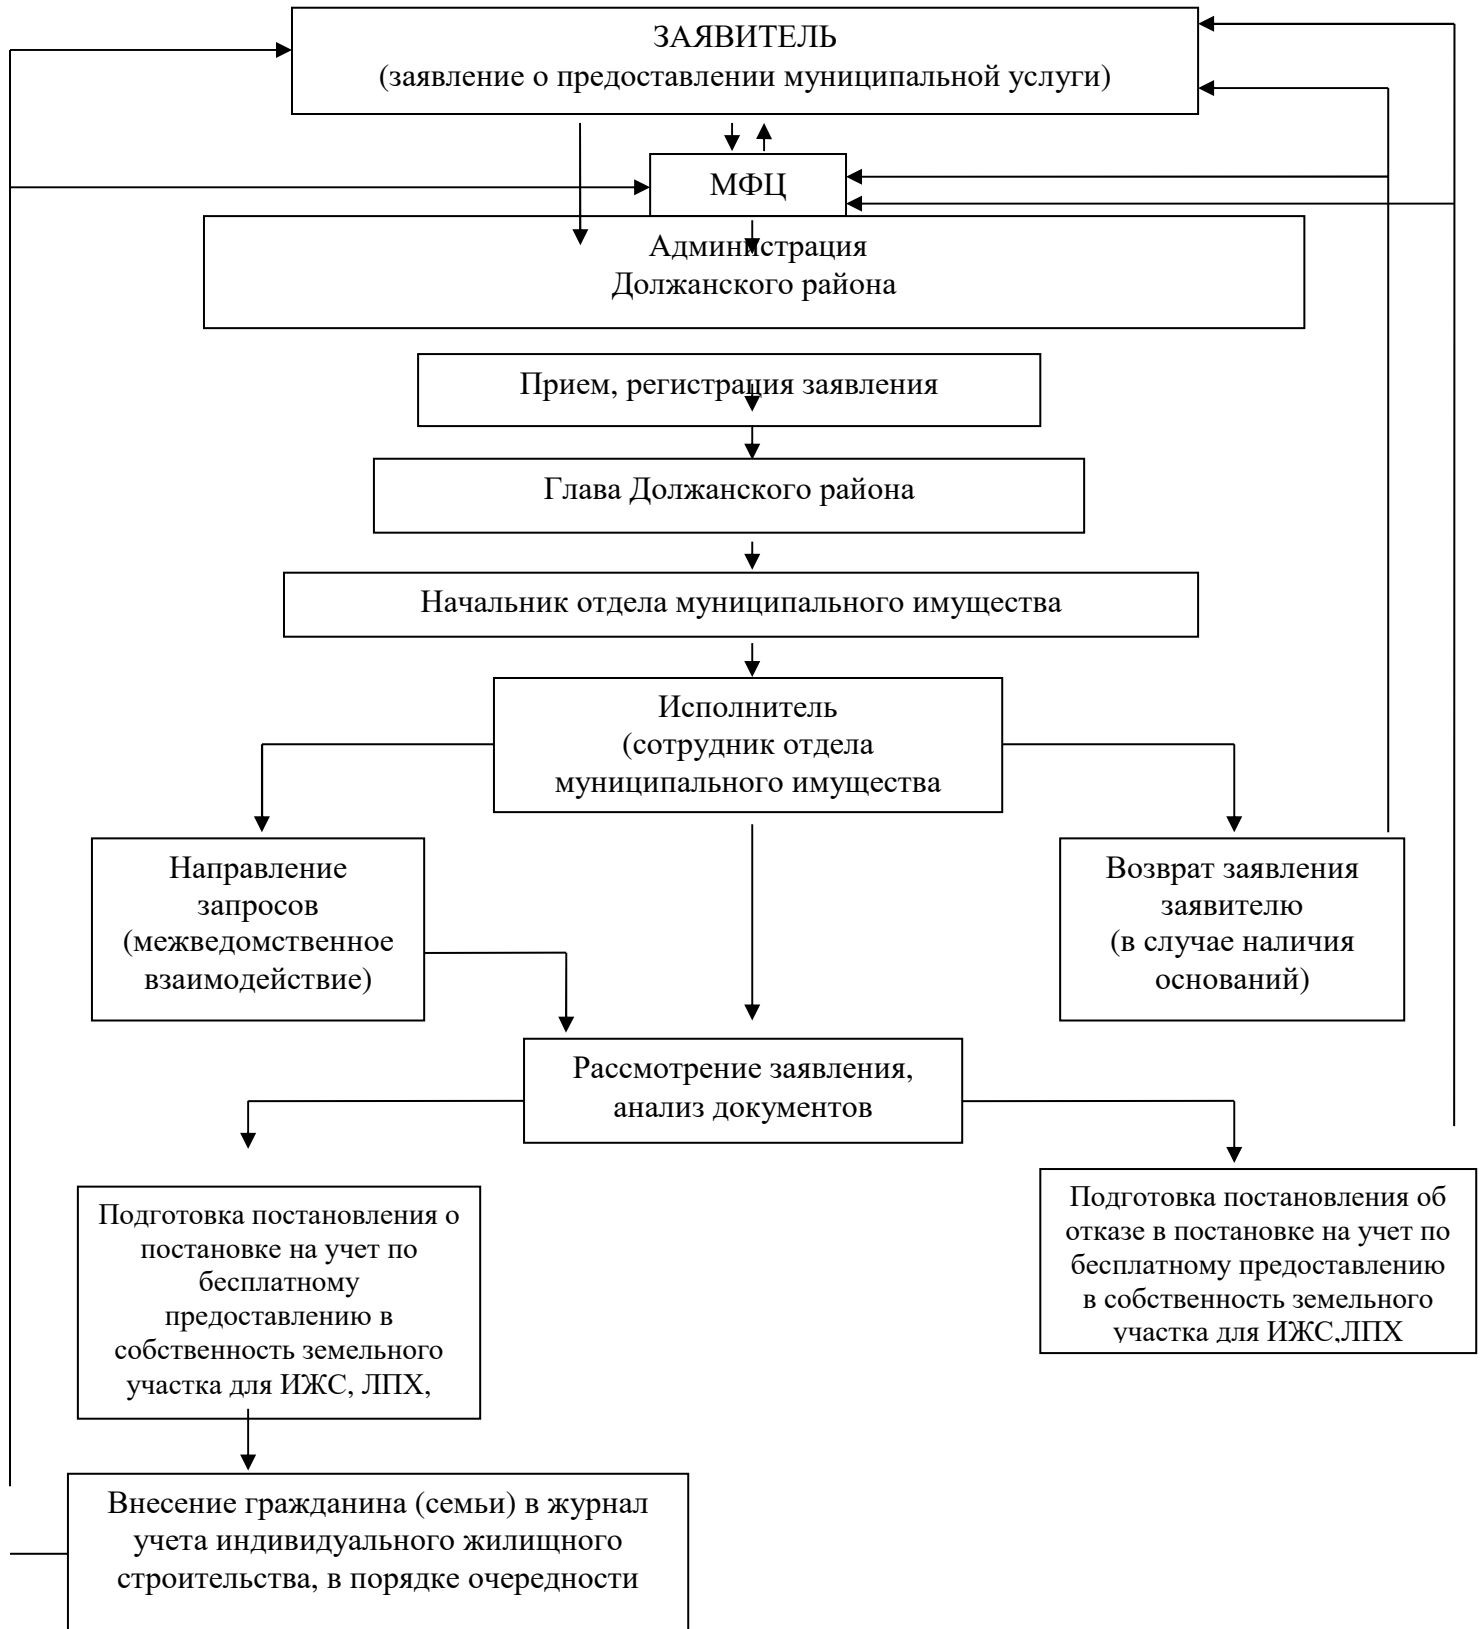 ЗАЯВИТЕЛЬ
(заявление о предоставлении муниципальной услуги)
МФЦ
Администрация
Должанского района
Прием, регистрация заявления
Глава Должанского района
Начальник отдела муниципального имущества
Исполнитель
(сотрудник отдела
муниципального имущества
Направление
запросов
(межведомственное
взаимодействие)
Возврат заявления
заявителю
(в случае наличия
оснований)
Рассмотрение заявления,
анализ документов
Подготовка постановления о
постановке на учет по
бесплатному
предоставлению в
собственность земельного
участка для ИЖС, ЛПХ,
Подготовка постановления об
отказе в постановке на учет по
бесплатному предоставлению
в собственность земельного
участка для ИЖС,ЛПХ
Внесение гражданина (семьи) в журнал
учета индивидуального жилищного
строительства, в порядке очередности